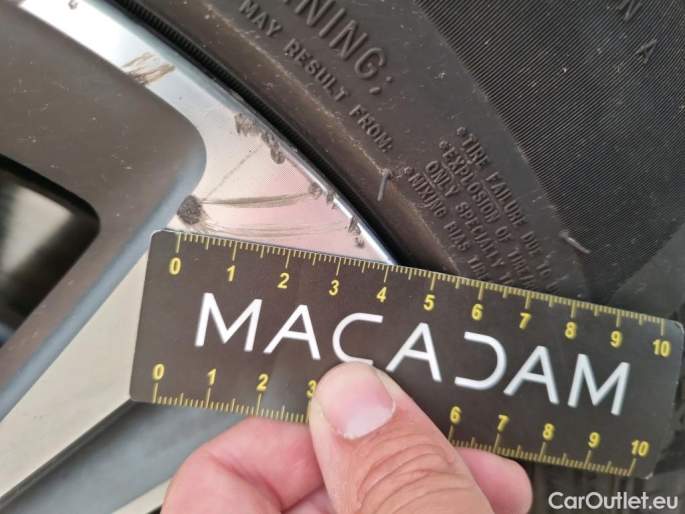 NING;
MAY RESULT FROM:
N A
•TIRE FAILURE DUE TO
•EXPLOSION OF
ONLY SPECIALLY
•MIXING
0 1 2 3 4 5 6 7 8 9 10
MACADAM
0 1 2 3 6 7 8 9 10
CarOutlet.eu